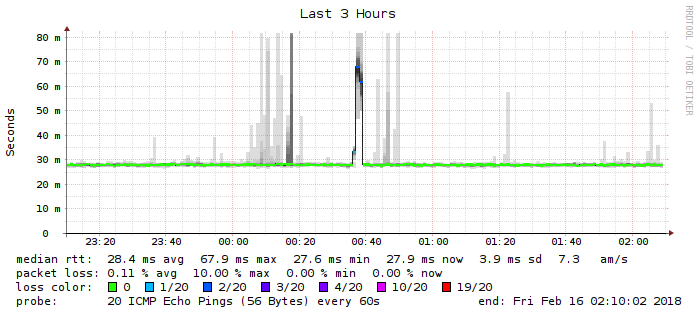 Last 3 Hours
RRDTOOL / TOBI OETIKER
Seconds
80 m
70 m
60 m
50 m
40 m
30 m
20 m
10 m
0
23:20 23:40 00:00 00:20 00:40 01:00 01:20 01:40 02:00
median rtt: 28.4 ms avg 67.9 ms max 27.6 ms min 27.9 ms now 3.9 ms sd 7.3 am/s
packet loss: 0.11 % avg 10.00 % max 0.00 % min 0.00 % now
loss color: 0 1/20 2/20 3/20 4/20 10/20 19/20
probe: 20 ICMP Echo Pings (56 Bytes) every 60s end: Fri Feb 16 02:10:02 2018